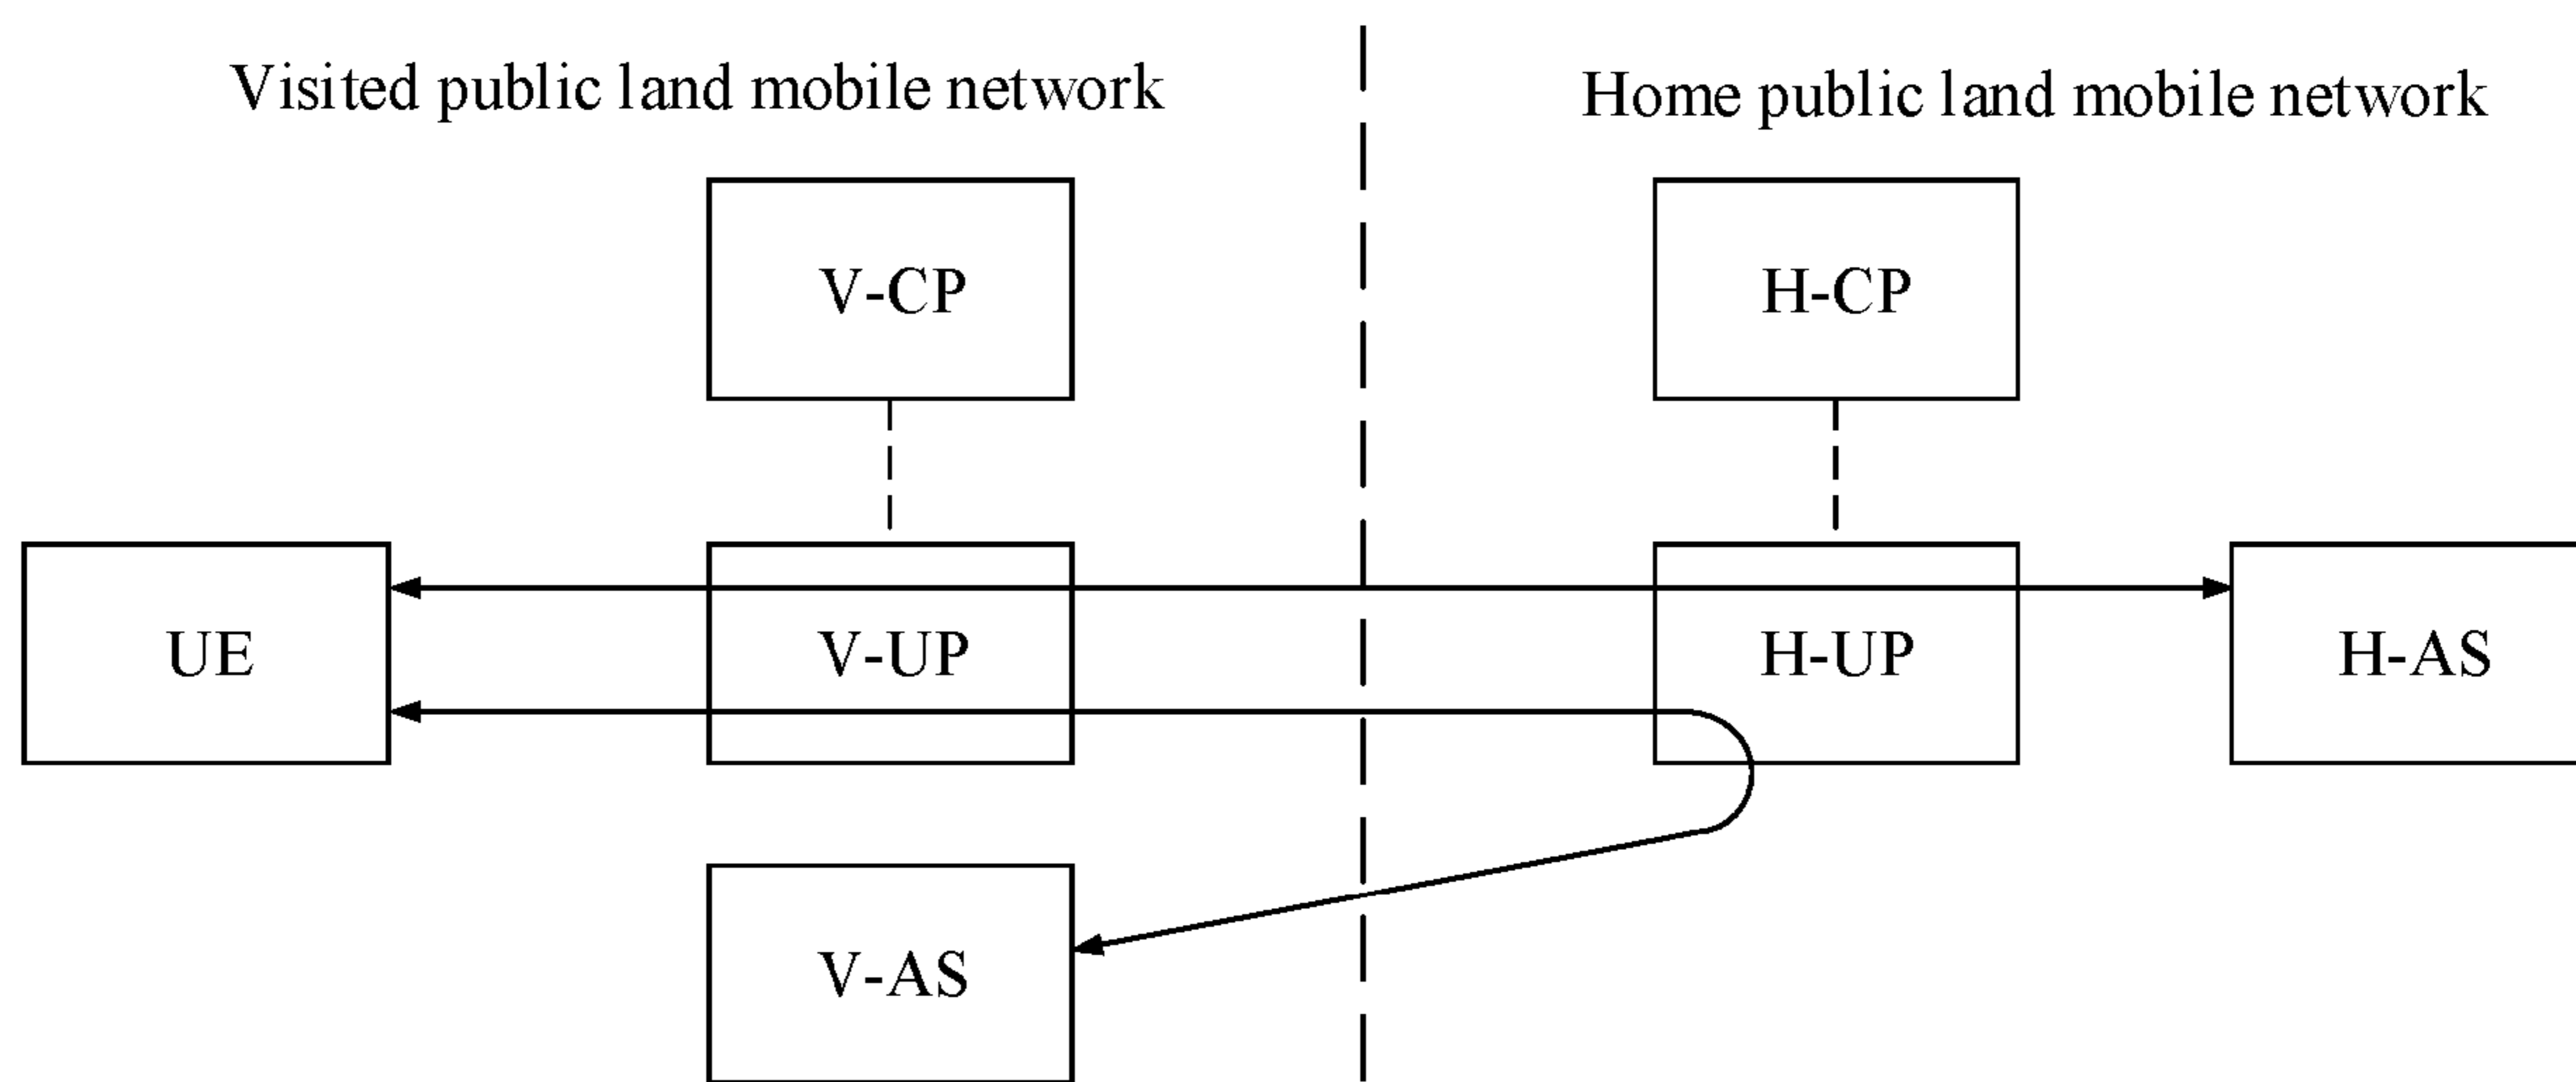 Visited public land mobile network
Home public land mobile network
V-CP
H-CP
UE
V-UP
H-UP
H-AS
V-AS